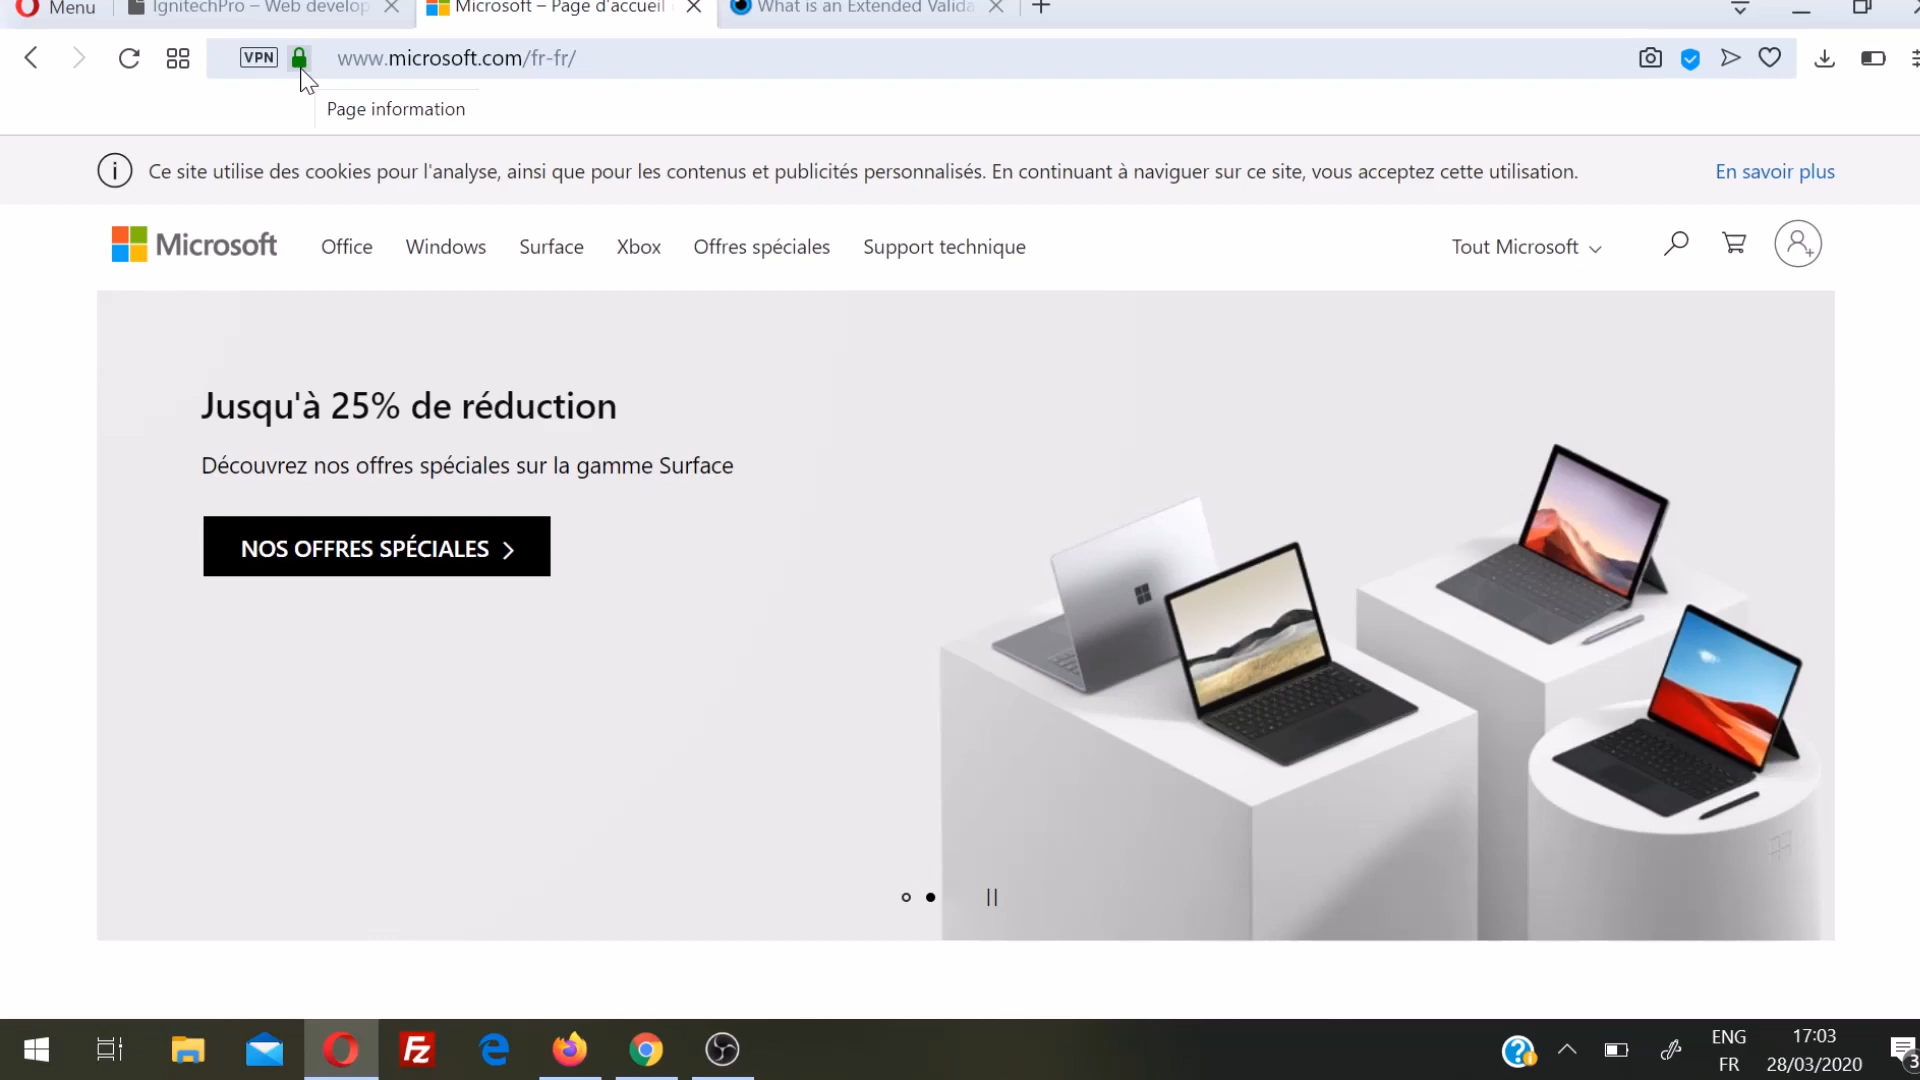 Menu
IgnitechPro – Web develop
Microsoft – Page d'accueil
What is an Extended Valida
VPN
www.microsoft.com/fr-fr/
Page information
Ce site utilise des cookies pour l'analyse, ainsi que pour les contenus et publicités personnalisés. En continuant à naviguer sur ce site, vous acceptez cette utilisation.
En savoir plus
Microsoft
Office
Windows
Surface
Xbox
Offres spéciales
Support technique
Tout Microsoft
Jusqu'à 25% de réduction
Découvrez nos offres spéciales sur la gamme Surface
NOS OFFRES SPÉCIALES
ENG
FR
17:03
28/03/2020
3